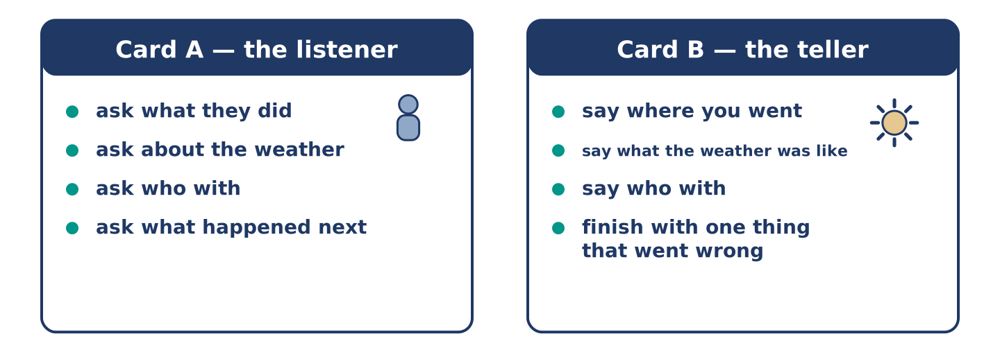 Card A — the listener
ask what they did
ask about the weather
ask who with
ask what happened next
Card B — the teller
say where you went
say what the weather was like
say who with
finish with one thing
that went wrong